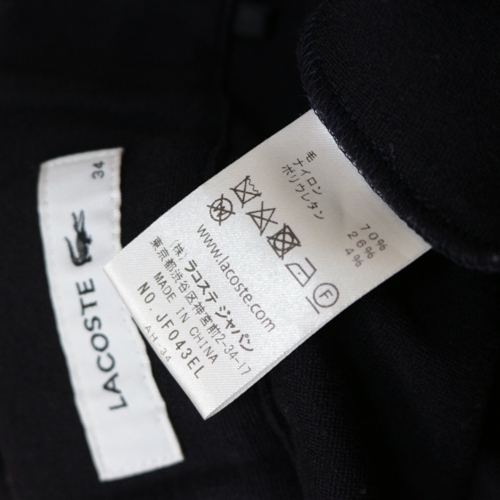 34
LACOSTE
毛 70%
ナイロン 26%
ポリウレタン 4%
F
www.lacoste.com
(株)ラコステ ジャパン
東京都渋谷区神宮前2-34-17
MADE IN CHINA
NO. JF043EL
AH 34